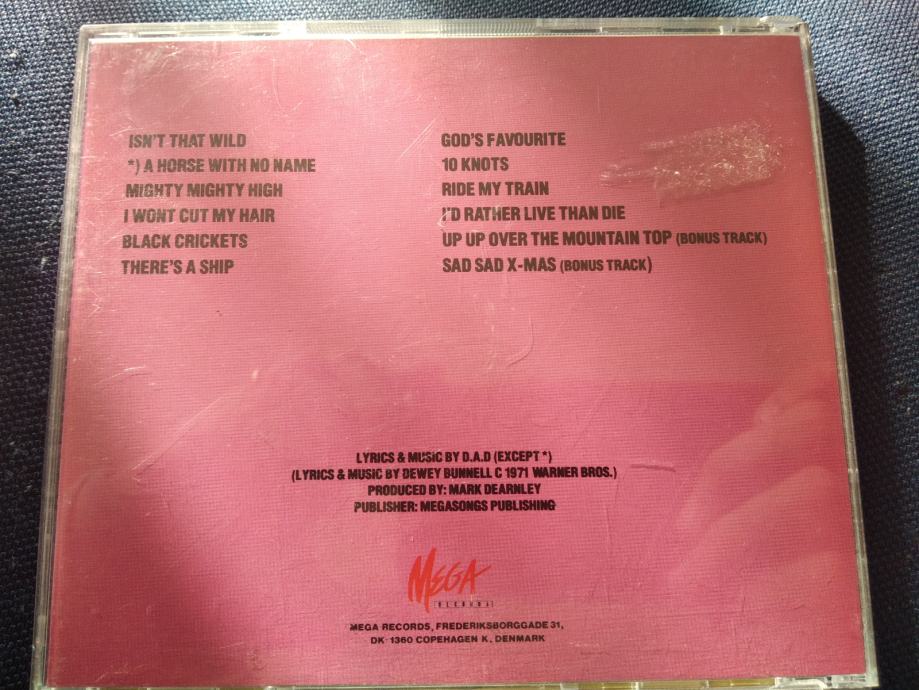 ISN'T THAT WILD
*) A HORSE WITH NO NAME
MIGHTY MIGHTY HIGH
I WONT CUT MY HAIR
BLACK CRICKETS
THERE'S A SHIP
GOD'S FAVOURITE
10 KNOTS
RIDE MY TRAIN
I'D RATHER LIVE THAN DIE
UP UP OVER THE MOUNTAIN TOP (BONUS TRACK)
SAD SAD X-MAS (BONUS TRACK)
LYRICS & MUSIC BY D.A.D (EXCEPT *)
(LYRICS & MUSIC BY DEWEY BUNNELL C 1971 WARNER BROS.)
PRODUCED BY: MARK DEARNLEY
PUBLISHER: MEGASONGS PUBLISHING
MEGA
RECORDS
MEGA RECORDS, FREDERIKSBORGGADE 31,
DK-1360 COPEHAGEN K, DENMARK